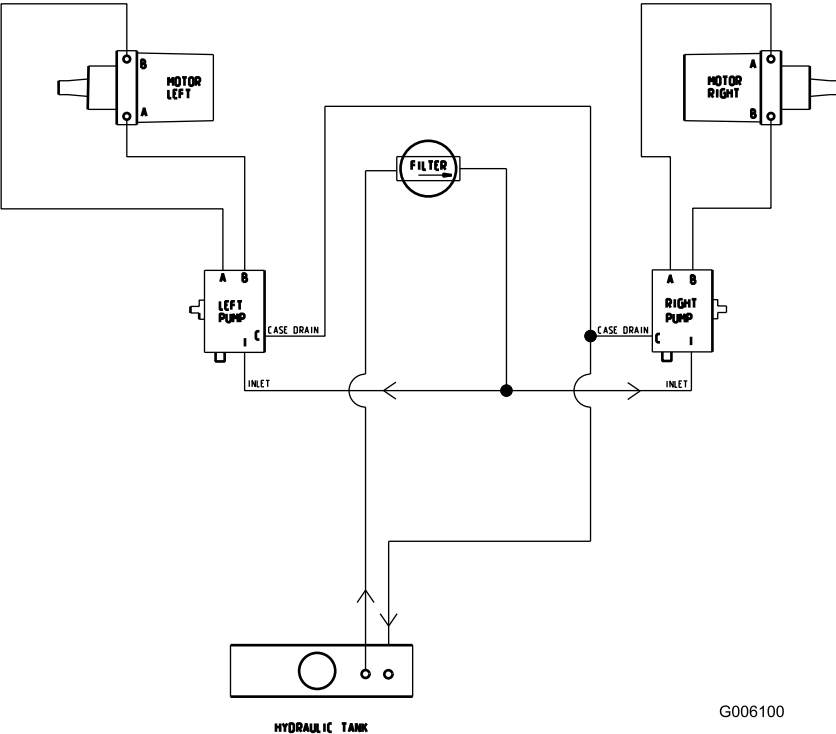 B
MOTOR
LEFT
A
A
MOTOR
RIGHT
B
FILTER
A B
LEFT
PUMP
C
I
CASE DRAIN
INLET
A B
RIGHT
PUMP
C
I
CASE DRAIN
INLET
HYDRAULIC TANK
G006100